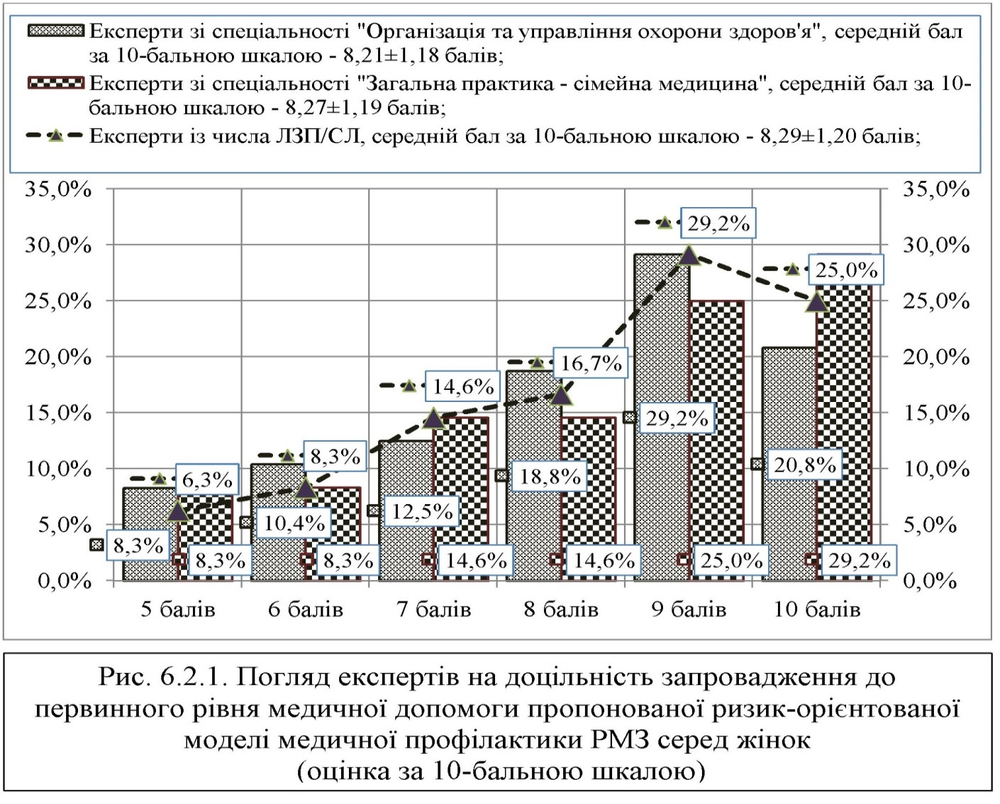 Експерти зі спеціальності "Організація та управління охорони здоров'я", середній бал
за 10-бальною шкалою - 8,21±1,18 балів;
Експерти зі спеціальності "Загальна практика - сімейна медицина", середній бал за 10-
бальною шкалою - 8,27±1,19 балів;
Експерти із числа ЛЗП/СЛ, середній бал за 10-бальною шкалою - 8,29±1,20 балів;
35,0% 35,0%
29,2%
30,0% 30,0%
25,0%
25,0% 25,0%
20,0% 20,0%
16,7%
14,6%
15,0% 15,0%
29,2%
8,3%
10,0% 10,0%
20,8%
18,8%
6,3%
12,5%
10,4%
5,0% 5,0%
8,3%
8,3% 8,3% 14,6% 14,6% 25,0% 29,2%
0,0% 0,0%
5 балів 6 балів 7 балів 8 балів 9 балів 10 балів
Рис. 6.2.1. Погляд експертів на доцільність запровадження до
первинного рівня медичної допомоги пропонованої ризик-орієнтованої
моделі медичної профілактики РМЗ серед жінок
(оцінка за 10-бальною шкалою)